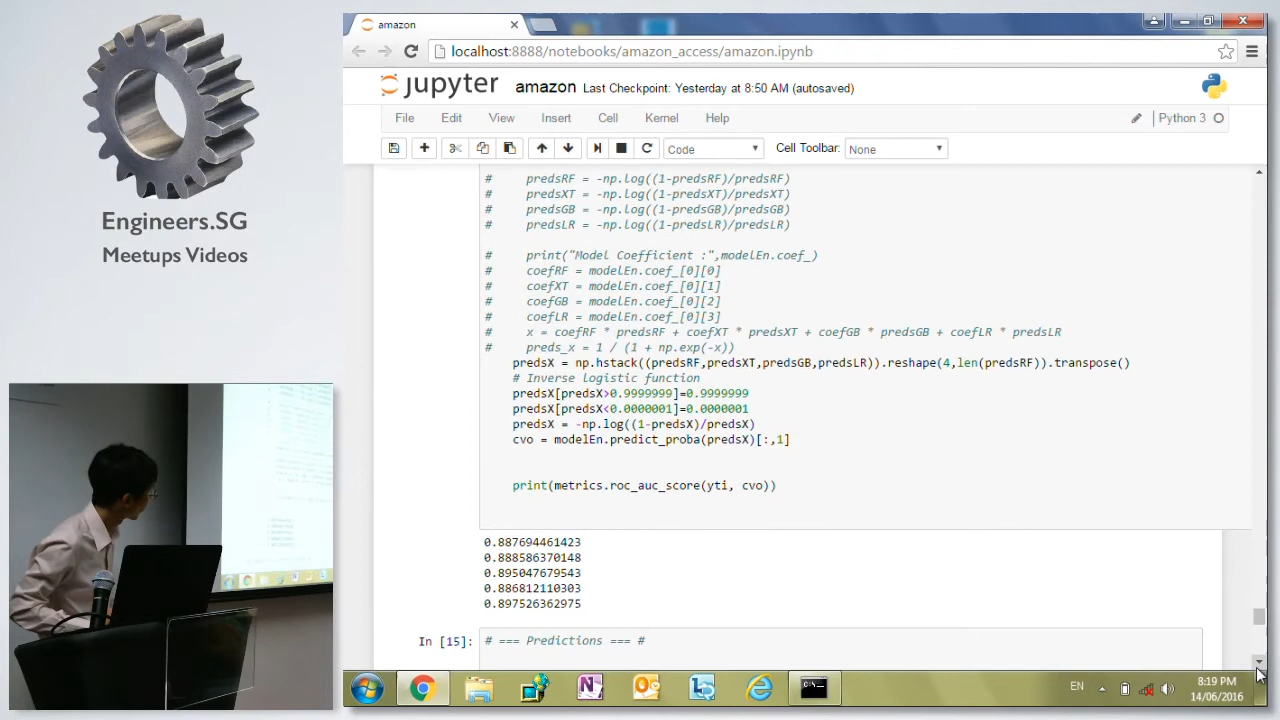 Engineers.SG
Meetups Videos
amazon
localhost:8888/notebooks/amazon_access/amazon.ipynb
jupyter amazon Last Checkpoint: Yesterday at 8:50 AM (autosaved)
File Edit View Insert Cell Kernel Help Python 3
Code Cell Toolbar: None
# predsRF = -np.log((1-predsRF)/predsRF)
# predsXT = -np.log((1-predsXT)/predsXT)
# predsGB = -np.log((1-predsGB)/predsGB)
# predsLR = -np.log((1-predsLR)/predsLR)
# print("Model Coefficient :",modelEn.coef_)
# coefRF = modelEn.coef_[0][0]
# coefXT = modelEn.coef_[0][1]
# coefGB = modelEn.coef_[0][2]
# coefLR = modelEn.coef_[0][3]
# x = coefRF * predsRF + coefXT * predsXT + coefGB * predsGB + coefLR * predsLR
# preds_x = 1 / (1 + np.exp(-x))
predsX = np.hstack((predsRF,predsXT,predsGB,predsLR)).reshape(4,len(predsRF)).transpose()
# Inverse logistic function
predsX[predsX>0.9999999]=0.9999999
predsX[predsX<0.0000001]=0.0000001
predsX = -np.log((1-predsX)/predsX)
cvo = modelEn.predict_proba(predsX)[:,1]
print(metrics.roc_auc_score(yti, cvo))
0.887694461423
0.888586370148
0.895047679543
0.886812110303
0.897526362975
In [15]: # === Predictions === #
EN
8:19 PM
14/06/2016